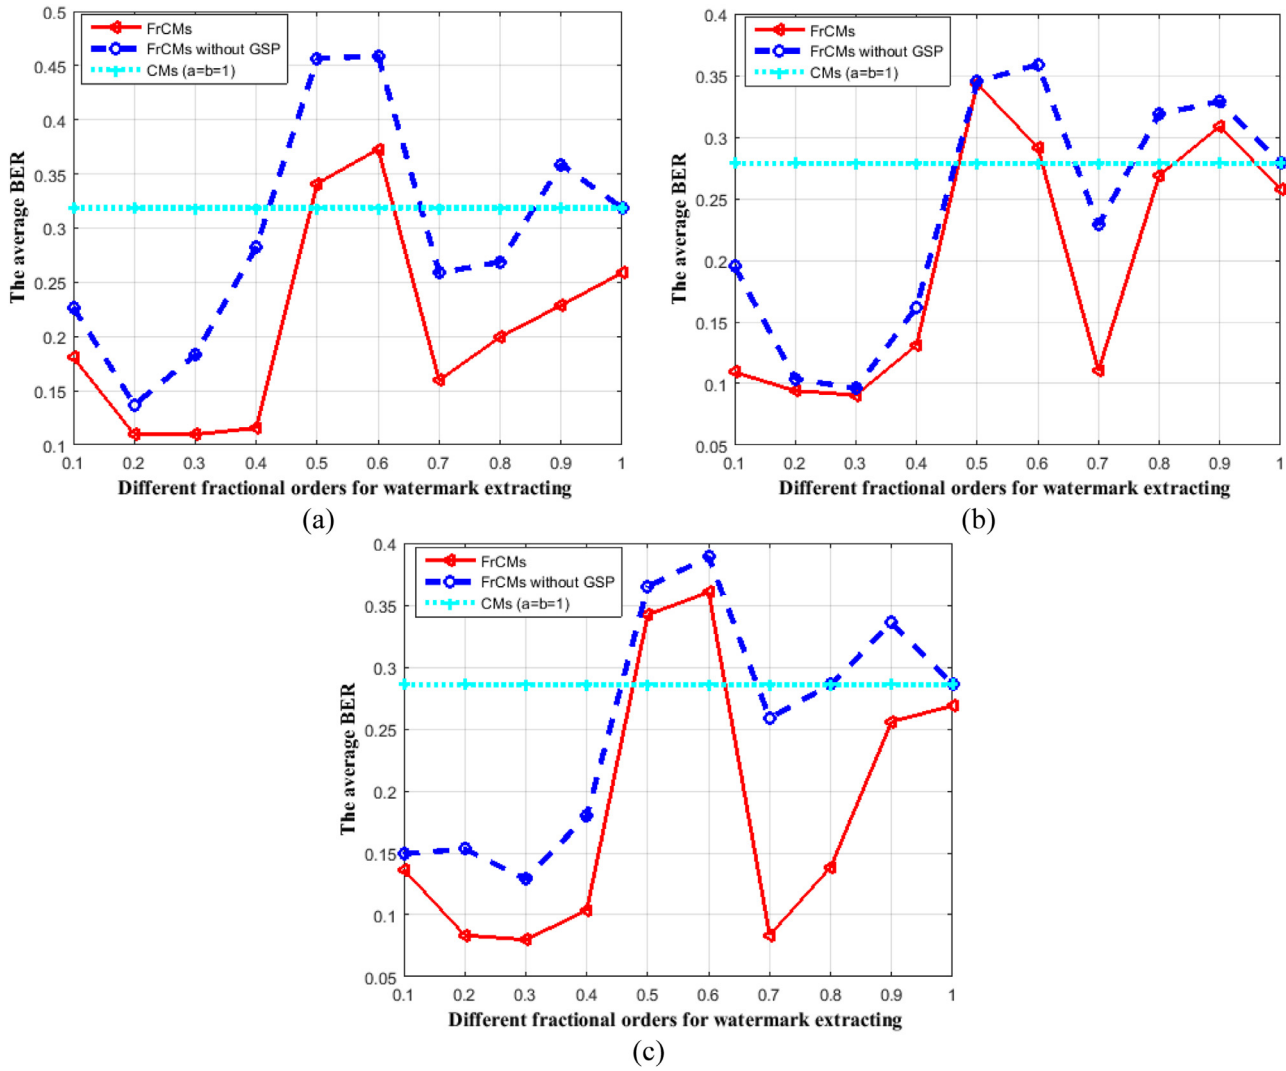 0.5
0.45
0.4
0.35
0.3
0.25
0.2
0.15
0.1
The average BER
FrCMs
FrCMs without GSP
CMs (a=b=1)
0.1 0.2 0.3 0.4 0.5 0.6 0.7 0.8 0.9 1
Different fractional orders for watermark extracting
(a)
0.4
0.35
0.3
0.25
0.2
0.15
0.1
0.05
The average BER
FrCMs
FrCMs without GSP
CMs (a=b=1)
0.1 0.2 0.3 0.4 0.5 0.6 0.7 0.8 0.9 1
Different fractional orders for watermark extracting
(b)
0.4
0.35
0.3
0.25
0.2
0.15
0.1
0.05
The average BER
FrCMs
FrCMs without GSP
CMs (a=b=1)
0.1 0.2 0.3 0.4 0.5 0.6 0.7 0.8 0.9 1
Different fractional orders for watermark extracting
(c)